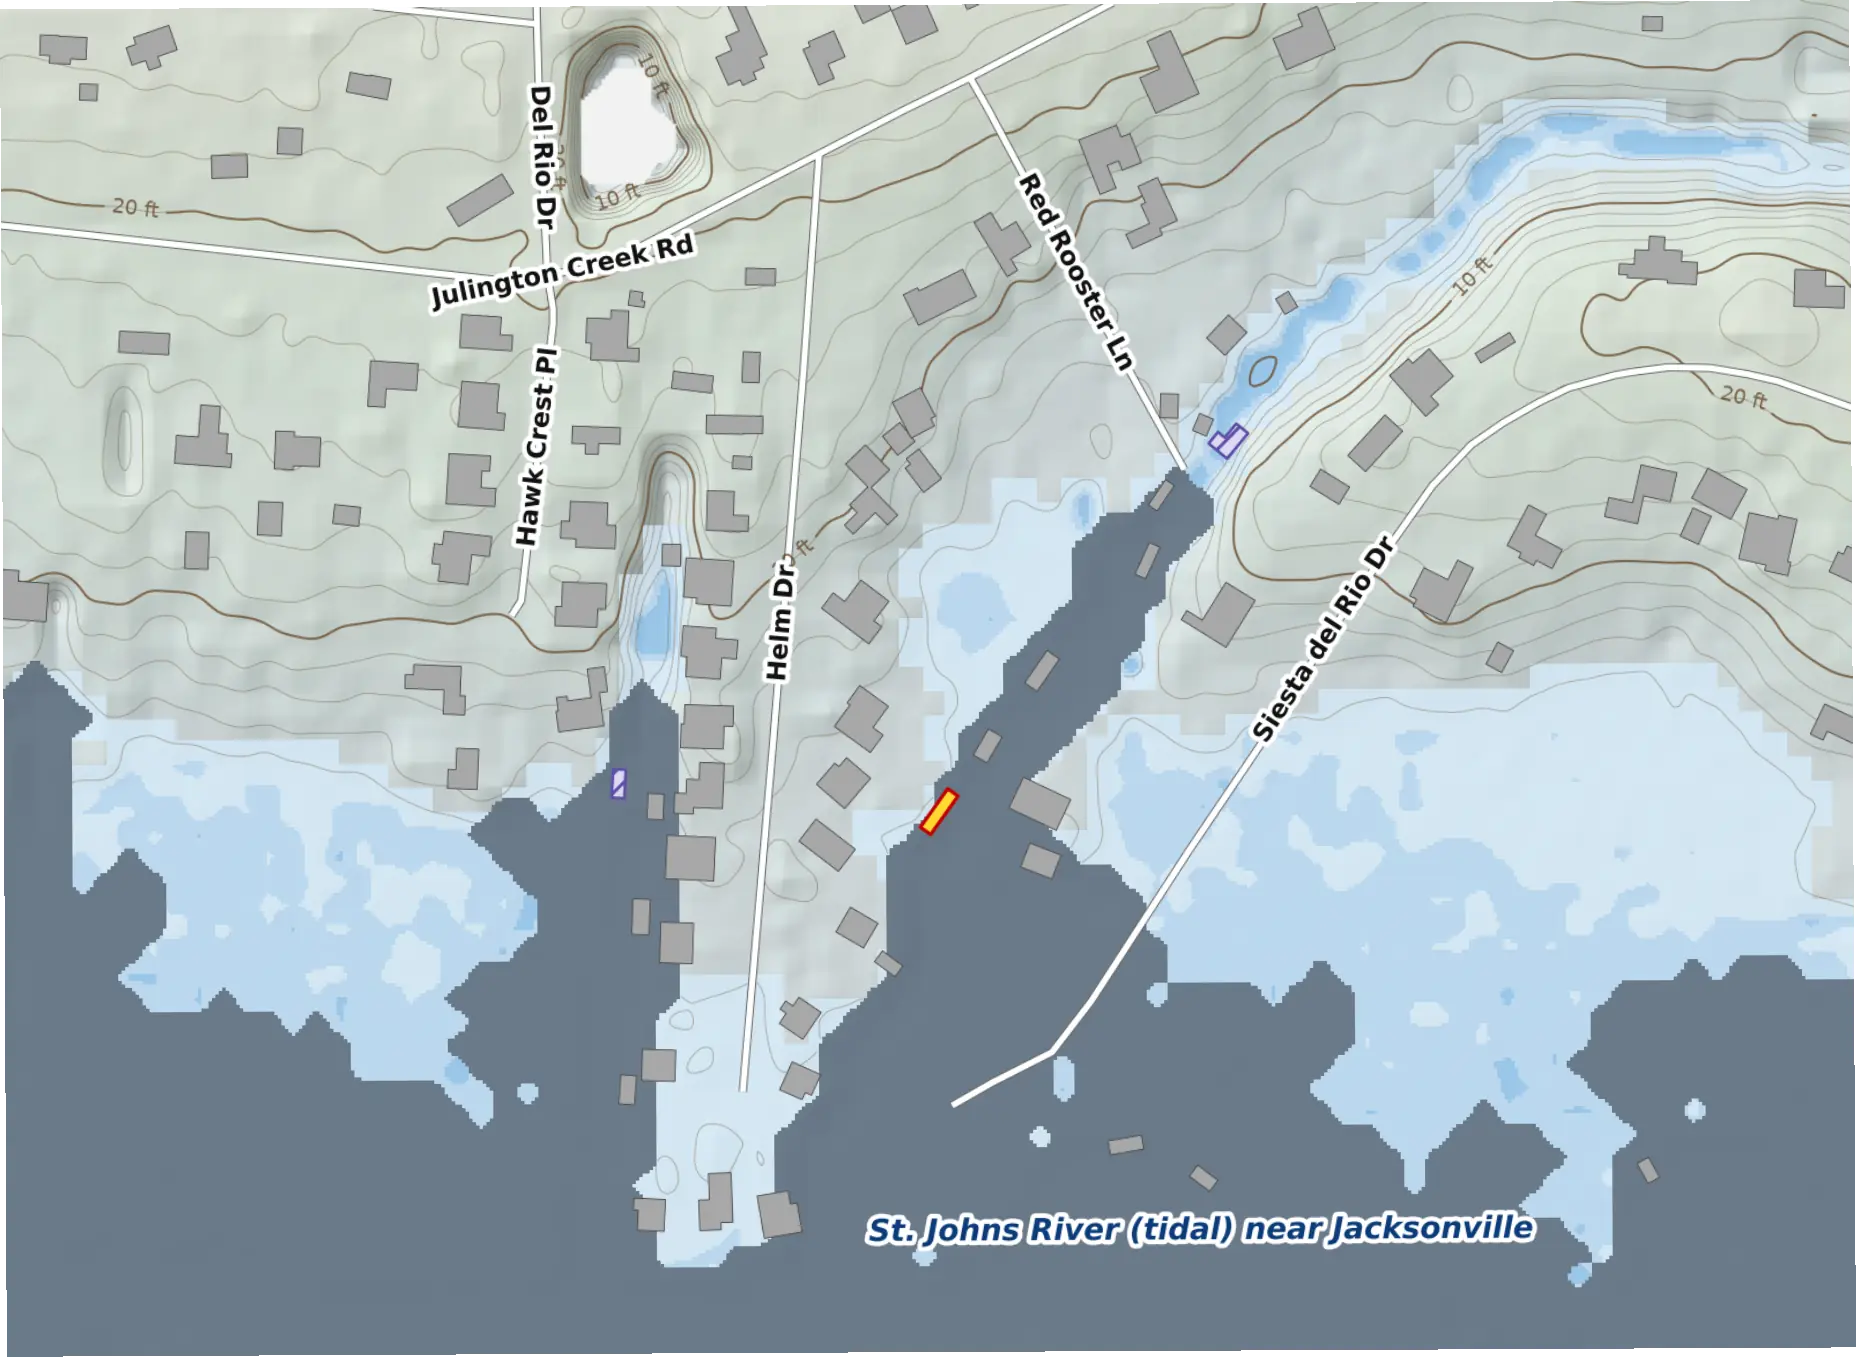 10 ft
Del Rio Dr
10 ft
20 ft
Julington Creek Rd
Red Rooster Ln
10 ft
20 ft
Hawk Crest Pl
ft
Helm Dr
Siesta del Rio Dr
St. Johns River (tidal) near Jacksonville